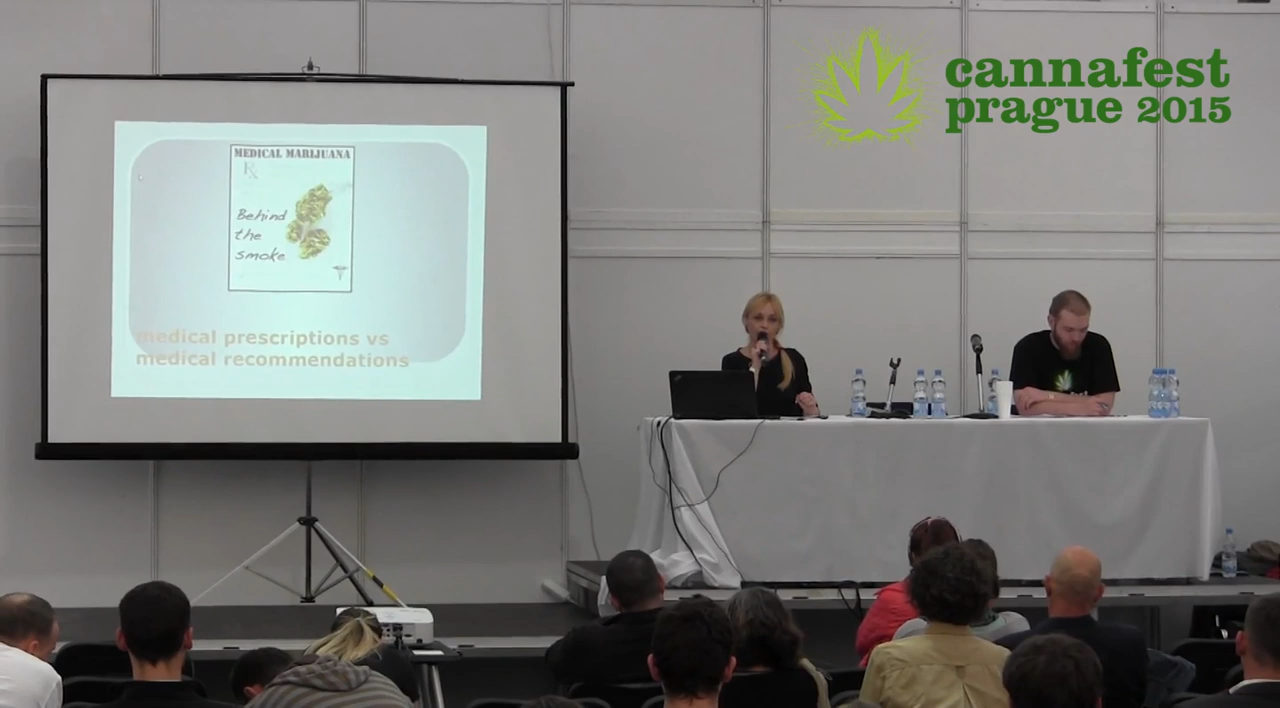 cannafest
prague 2015
MEDICAL MARIJUANA
Rx
Behind
the
smoke
medical prescriptions vs
medical recommendations